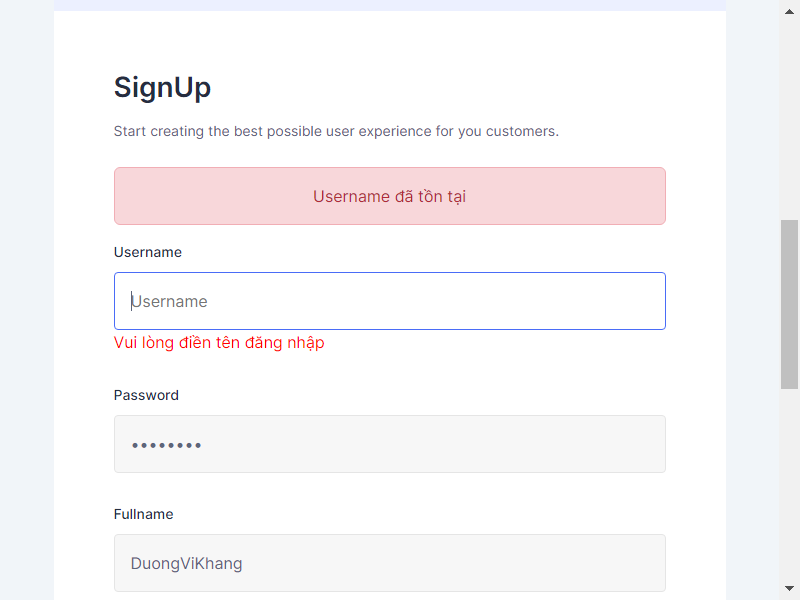 SignUp
Start creating the best possible user experience for you customers.
Username đã tồn tại
Username
Username
Vui lòng điền tên đăng nhập
Password
••••••••
Fullname
DuongViKhang